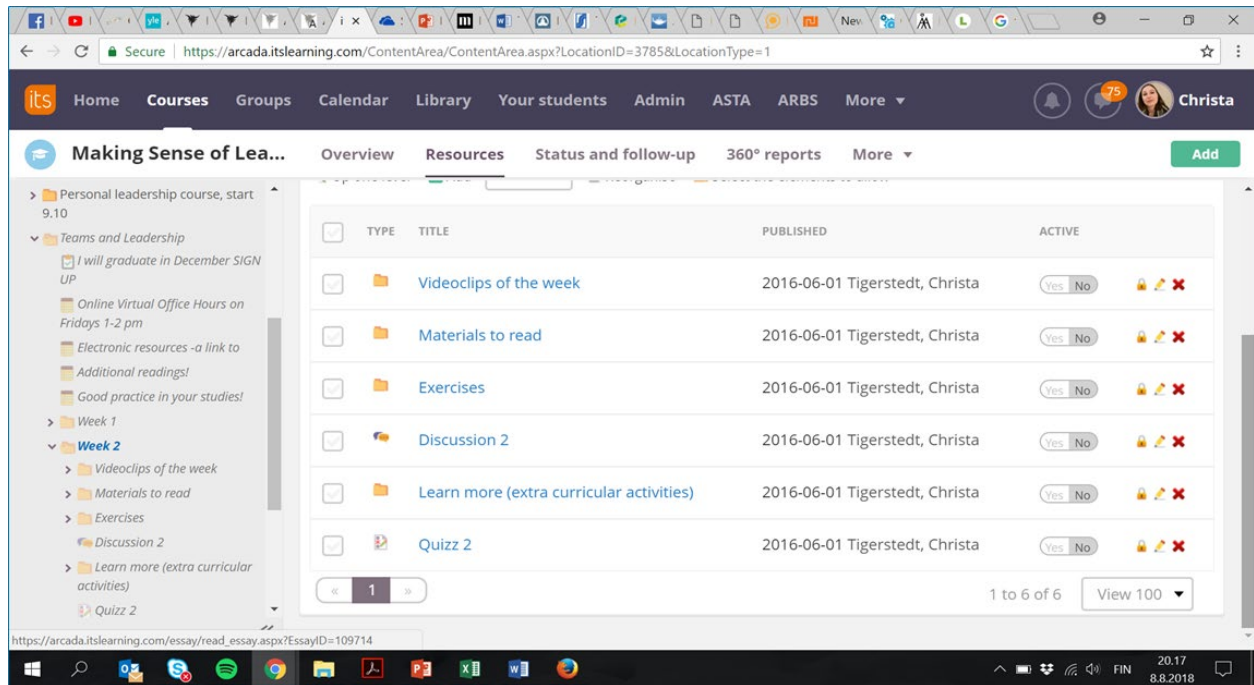 yle
New
Secure | https://arcada.itslearning.com/ContentArea/ContentArea.aspx?LocationID=3785&LocationType=1
its Home Courses Groups Calendar Library Your students Admin ASTA ARBS More 75 Christa
Making Sense of Lea... Overview Resources Status and follow-up 360° reports More Add
Personal leadership course, start
9.10
Teams and Leadership
I will graduate in December SIGN
UP
Online Virtual Office Hours on
Fridays 1-2 pm
Electronic resources -a link to
Additional readings!
Good practice in your studies!
Week 1
Week 2
Videoclips of the week
Materials to read
Exercises
Discussion 2
Learn more (extra curricular
activities)
Quizz 2
TYPE TITLE PUBLISHED ACTIVE
Videoclips of the week 2016-06-01 Tigerstedt, Christa Yes No
Materials to read 2016-06-01 Tigerstedt, Christa Yes No
Exercises 2016-06-01 Tigerstedt, Christa Yes No
Discussion 2 2016-06-01 Tigerstedt, Christa Yes No
Learn more (extra curricular activities) 2016-06-01 Tigerstedt, Christa Yes No
Quizz 2 2016-06-01 Tigerstedt, Christa Yes No
« 1 » 1 to 6 of 6 View 100
https://arcada.itslearning.com/essay/read_essay.aspx?EssayID=109714
FIN 20.17
8.8.2018